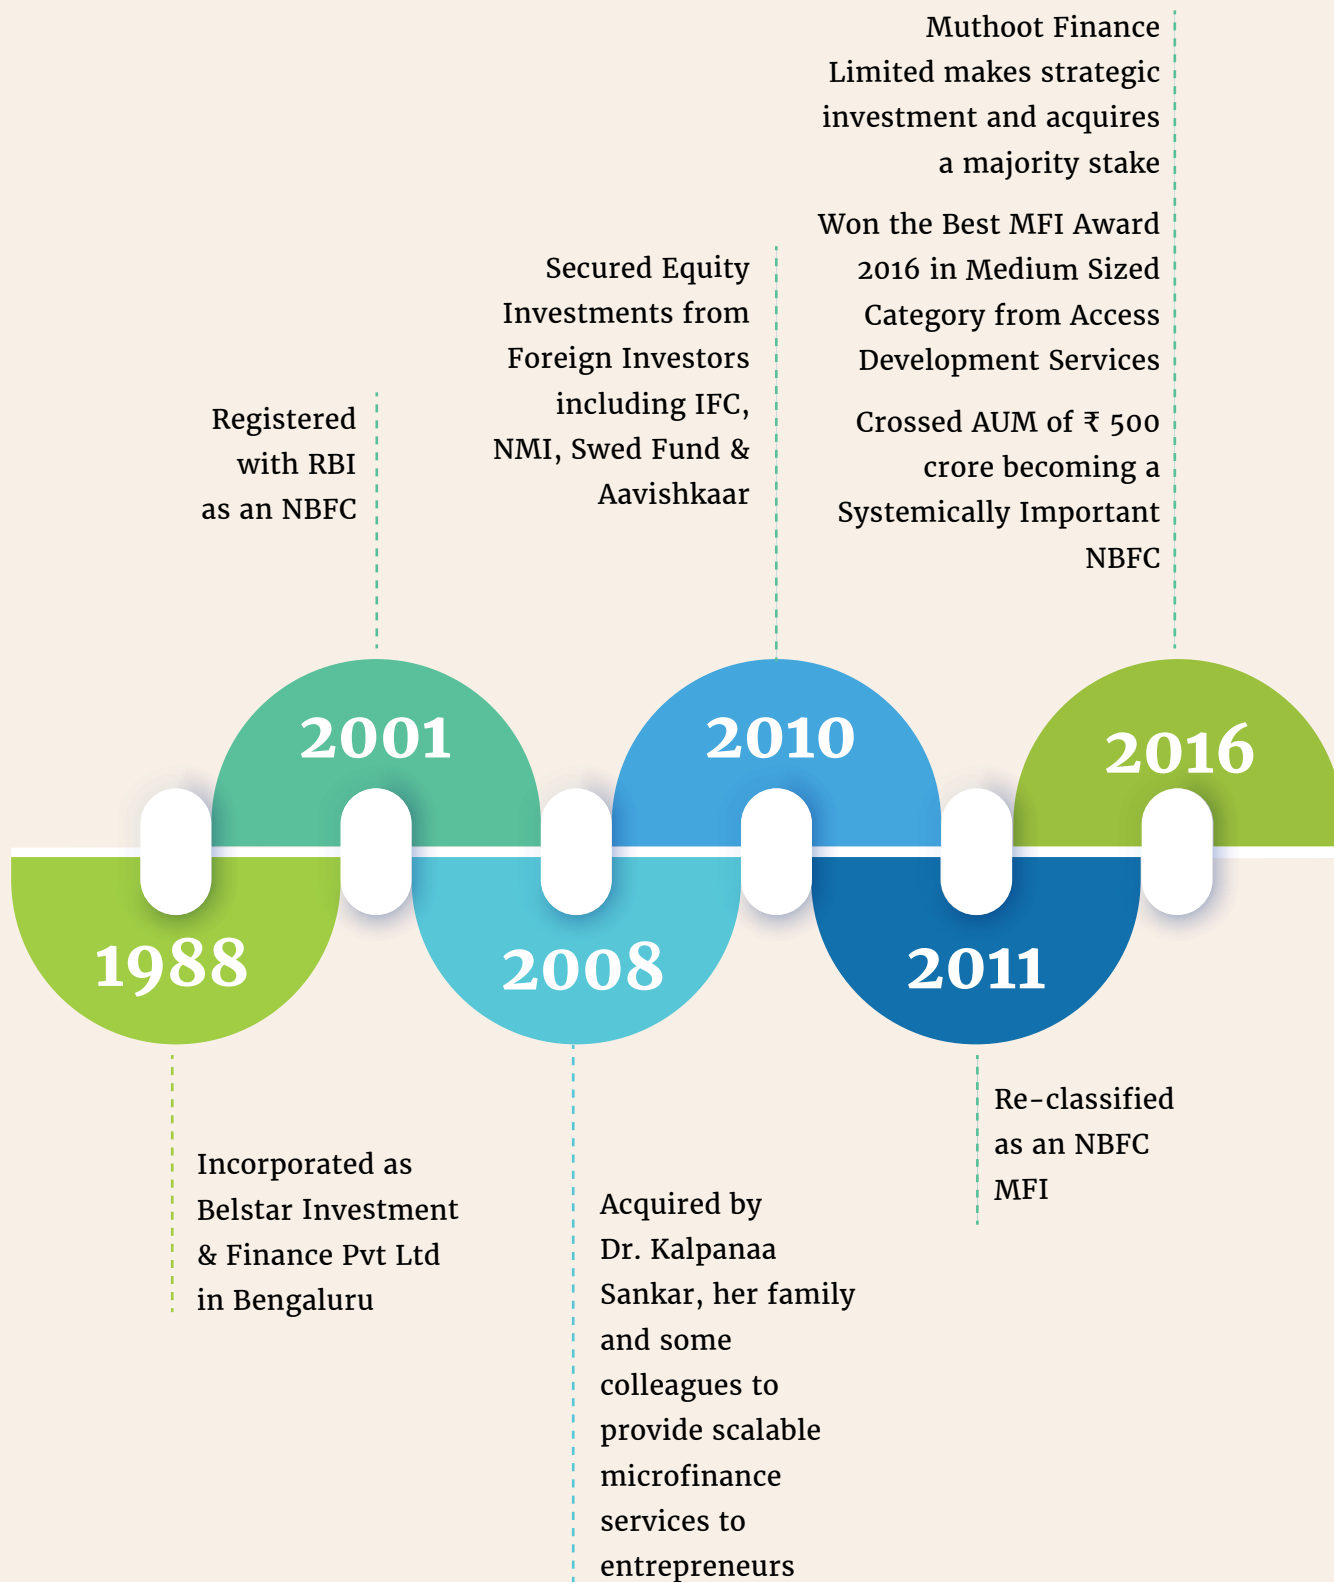 Muthoot Finance
Limited makes strategic
investment and acquires
a majority stake
Won the Best MFI Award
2016 in Medium Sized
Category from Access
Development Services
Crossed AUM of ₹ 500
crore becoming a
Systemically Important
NBFC
Secured Equity
Investments from
Foreign Investors
including IFC,
NMI, Swed Fund &
Aavishkaar
Registered
with RBI
as an NBFC
2001
2010
2016
1988
2008
2011
Incorporated as
Belstar Investment
& Finance Pvt Ltd
in Bengaluru
Acquired by
Dr. Kalpanaa
Sankar, her family
and some
colleagues to
provide scalable
microfinance
services to
entrepreneurs
Re-classified
as an NBFC
MFI